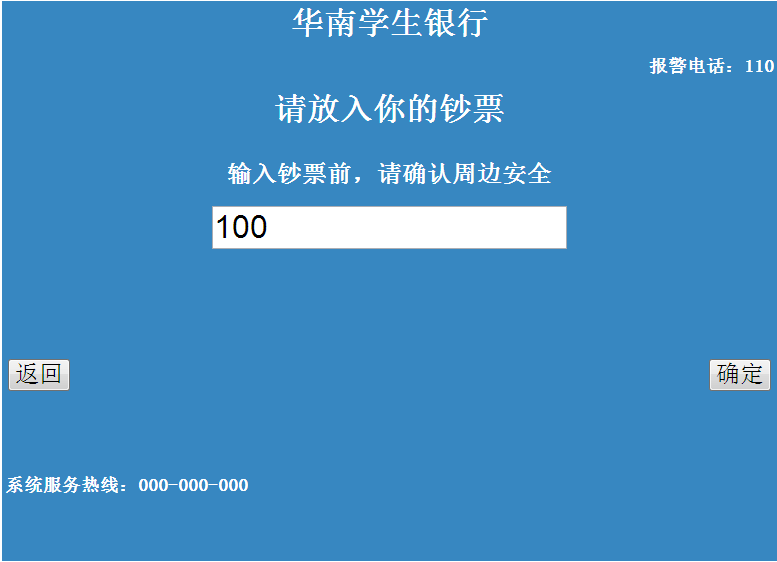 华南学生银行
报警电话：110
请放入你的钞票
输入钞票前，请确认周边安全
100
返回
确定
系统服务热线：000-000-000